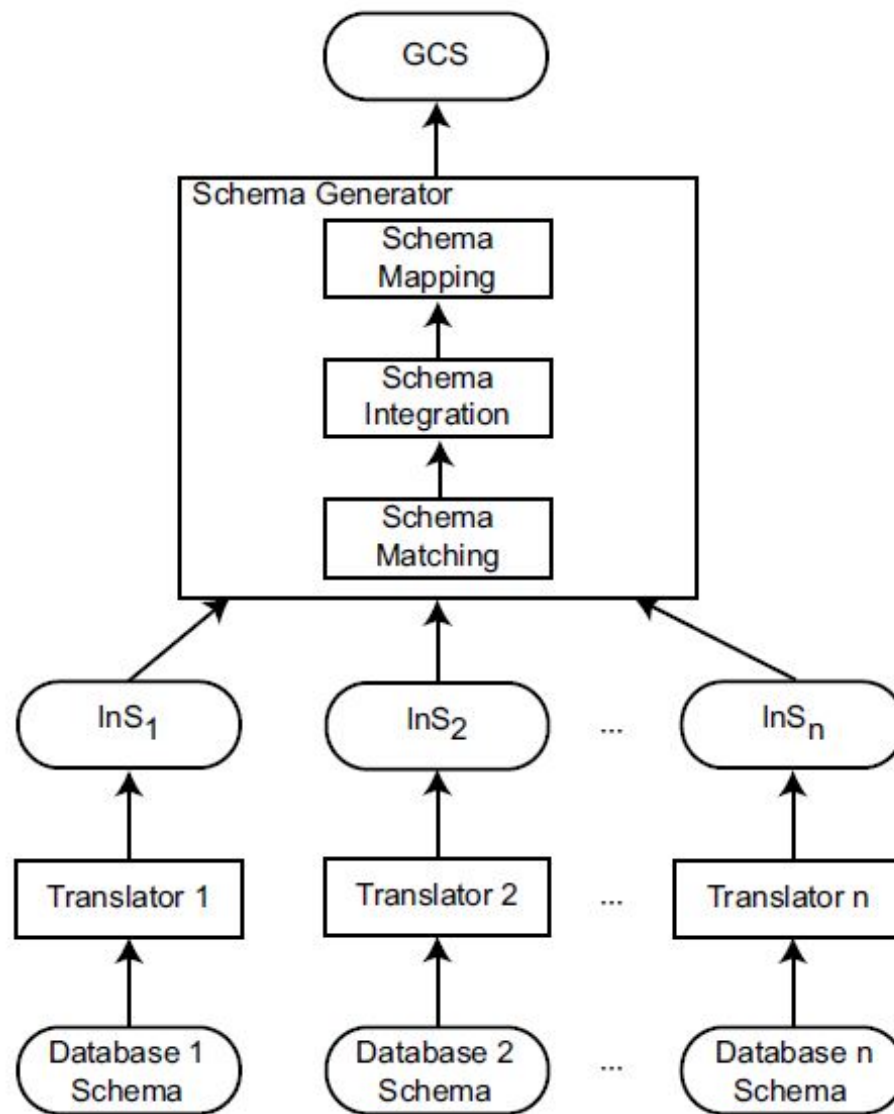 GCS
Schema Generator
Schema
Mapping
Schema
Integration
Schema
Matching
InS1
InS2
...
InSn
Translator 1
Translator 2
...
Translator n
Database 1
Schema
Database 2
Schema
...
Database n
Schema